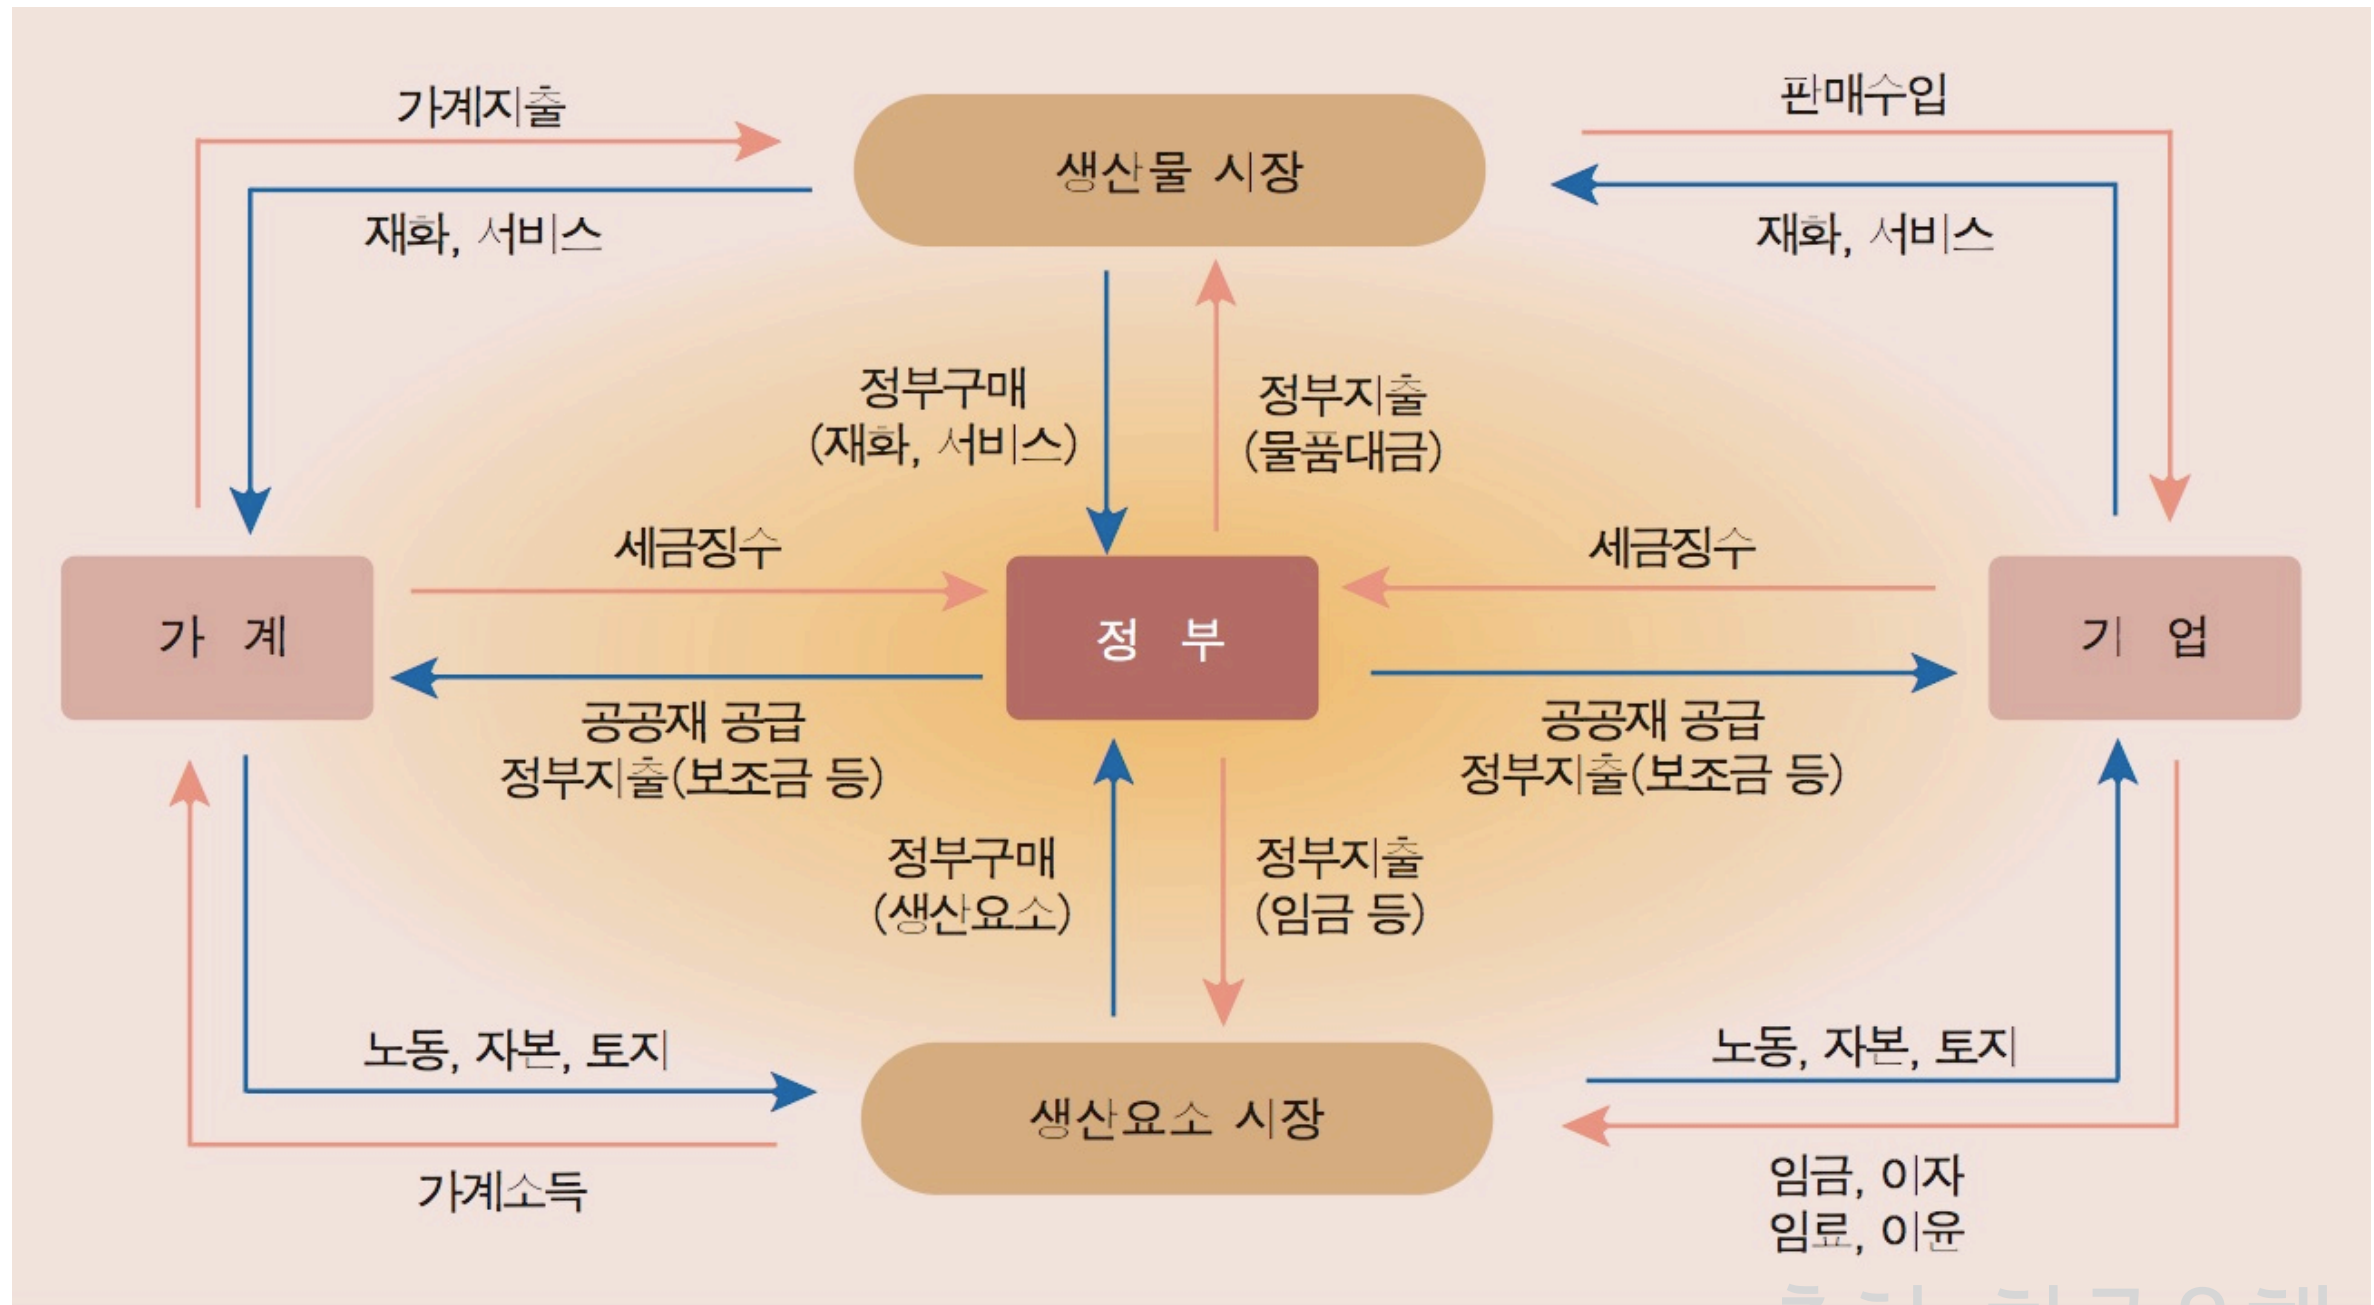 가계지출
판매수입
생산물 시장
재화, 서비스
재화, 서비스
정부구매
(재화, 서비스)
정부지출
(물품대금)
세금징수
세금징수
가 계
정 부
기 업
공공재 공급
정부지출(보조금 등)
공공재 공급
정부지출(보조금 등)
정부구매
(생산요소)
정부지출
(임금 등)
노동, 자본, 토지
노동, 자본, 토지
생산요소 시장
가계소득
임금, 이자
임료, 이윤